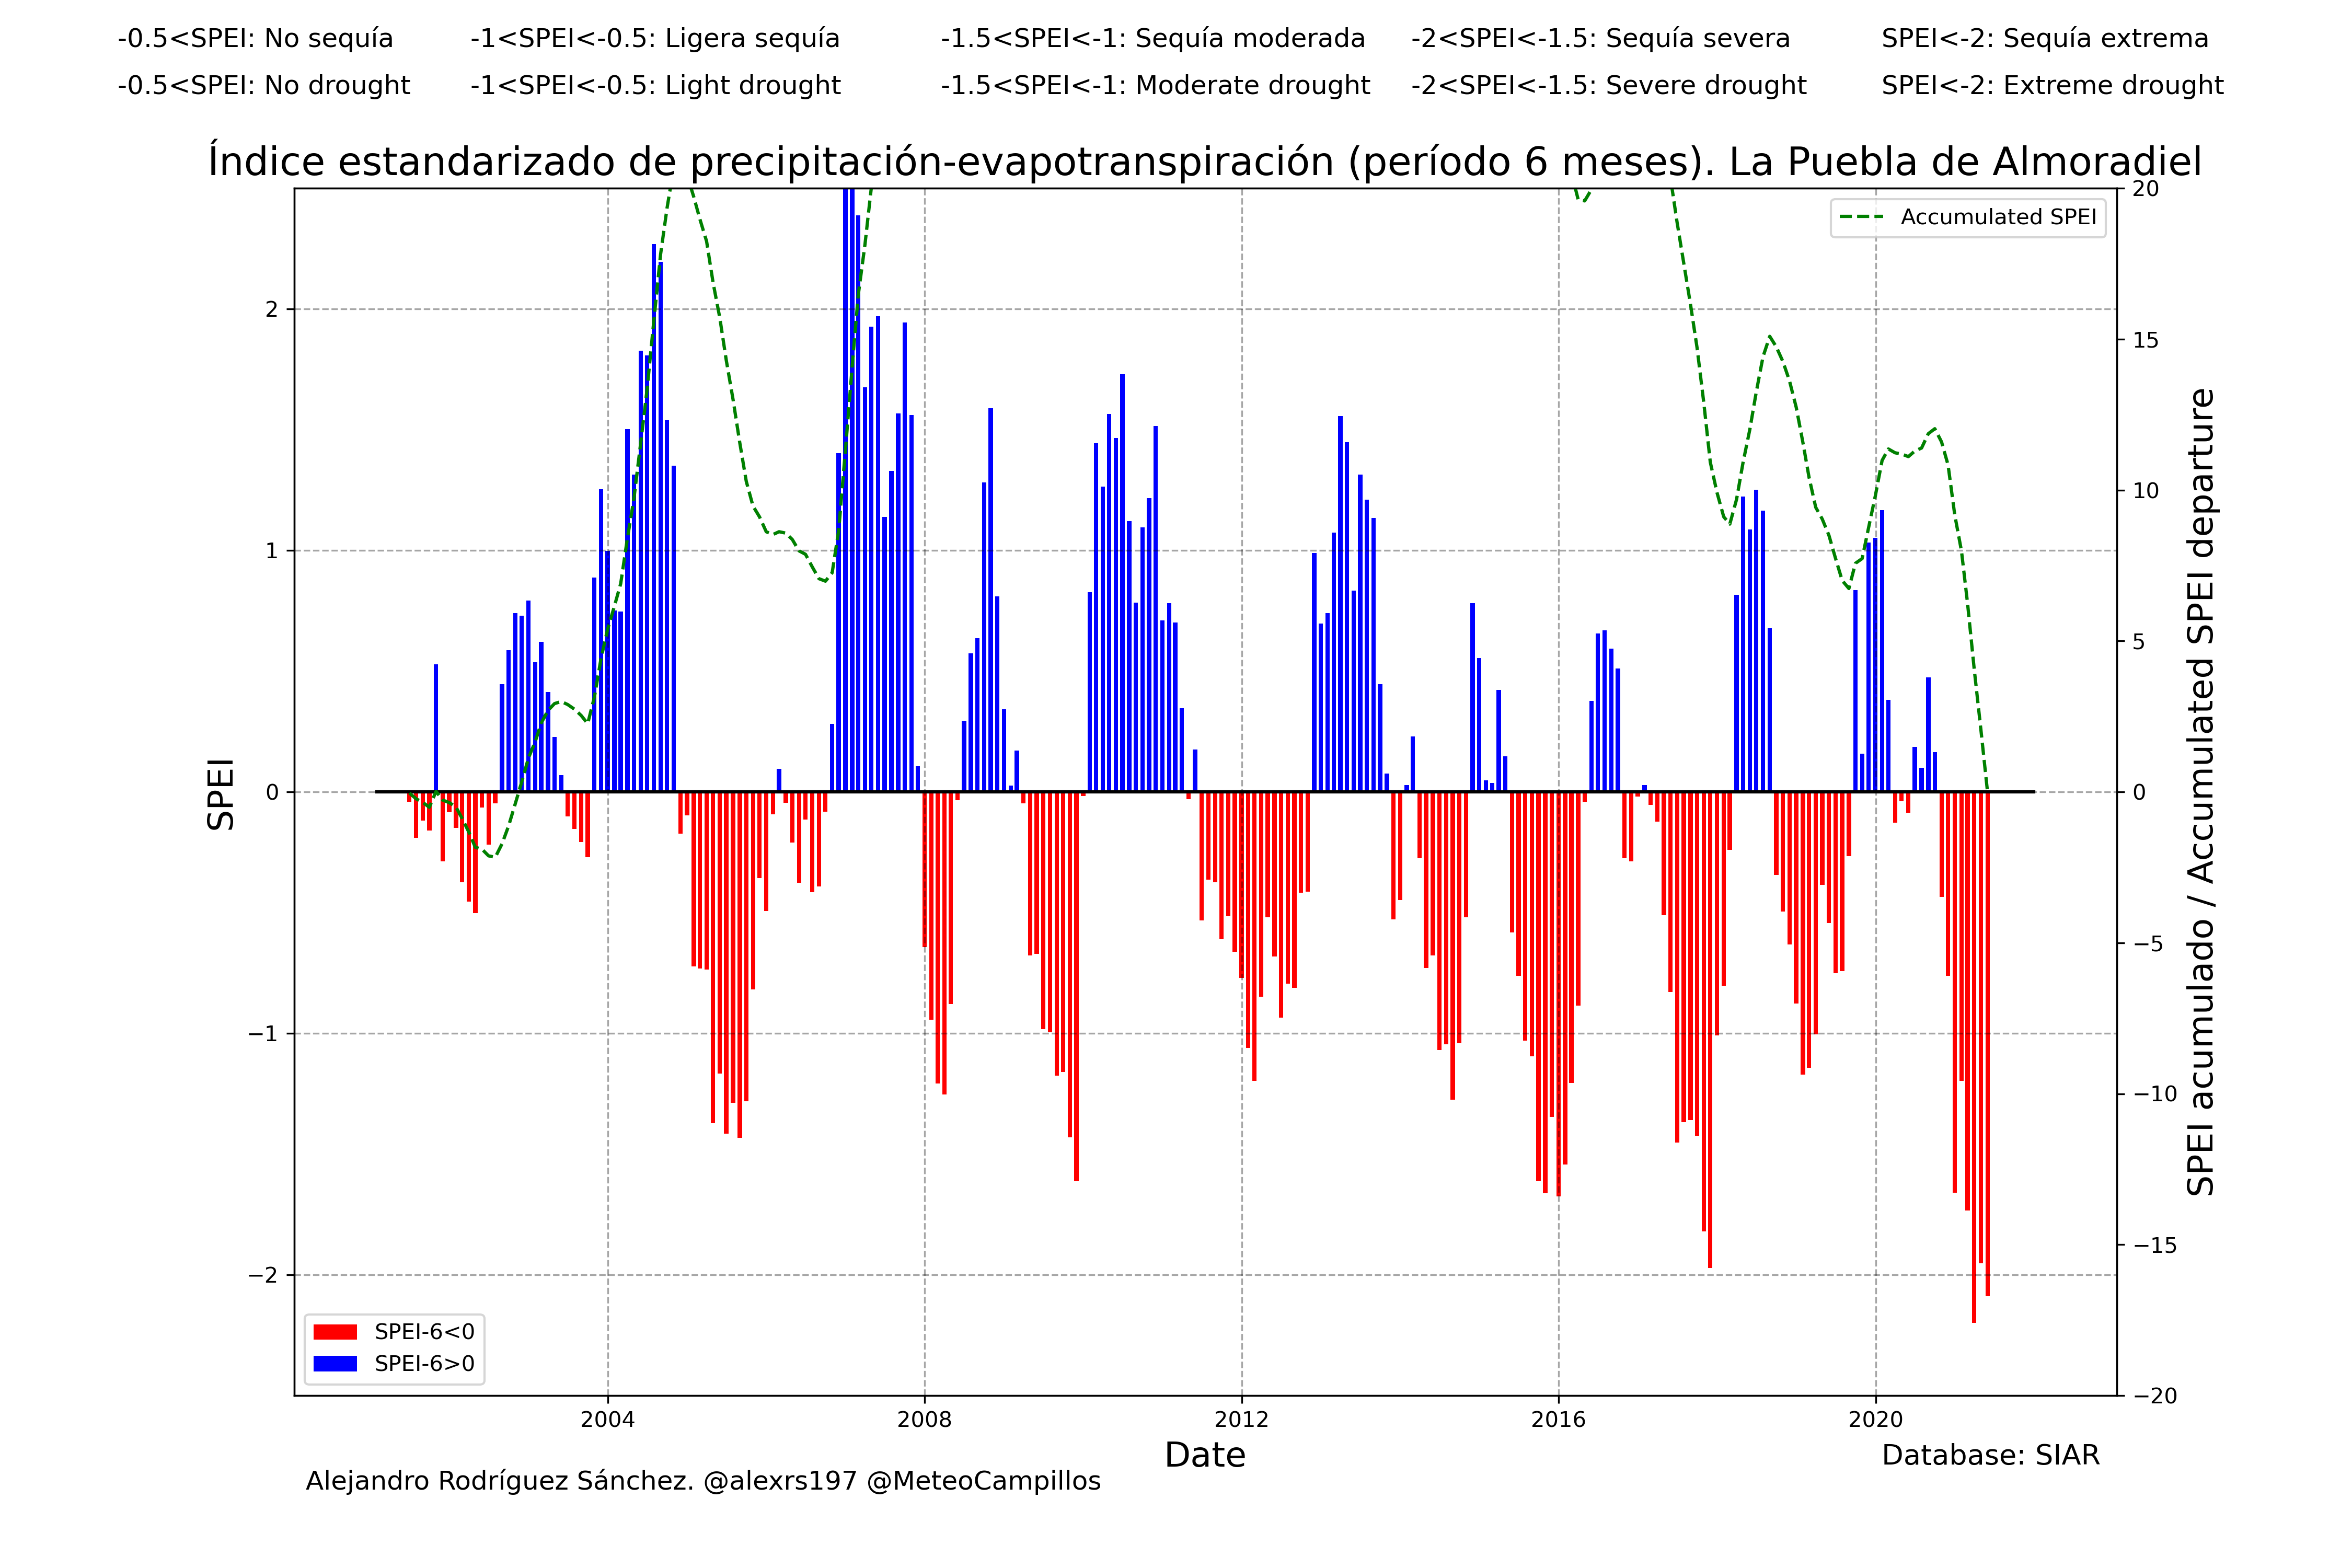 -0.5<SPEI: No sequía -1<SPEI<-0.5: Ligera sequía -1.5<SPEI<-1: Sequía moderada -2<SPEI<-1.5: Sequía severa SPEI<-2: Sequía extrema
-0.5<SPEI: No drought -1<SPEI<-0.5: Light drought -1.5<SPEI<-1: Moderate drought -2<SPEI<-1.5: Severe drought SPEI<-2: Extreme drought
Índice estandarizado de precipitación-evapotranspiración (período 6 meses). La Puebla de Almoradiel
Accumulated SPEI
SPEI
2
1
0
−1
−2
20
15
10
5
0
−5
−10
−15
−20
SPEI acumulado / Accumulated SPEI departure
SPEI-6<0
SPEI-6>0
2004 2008 2012 2016 2020
Date
Database: SIAR
Alejandro Rodríguez Sánchez. @alexrs197 @MeteoCampillos